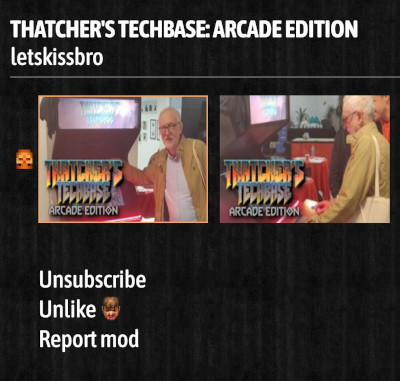 THATCHER'S TECHBASE: ARCADE EDITION
letskissbro
THATCHER'S
TECHBASE
ARCADE EDITION
THATCHER'S
TECHBASE
ARCADE EDITION
Unsubscribe
Unlike
Report mod